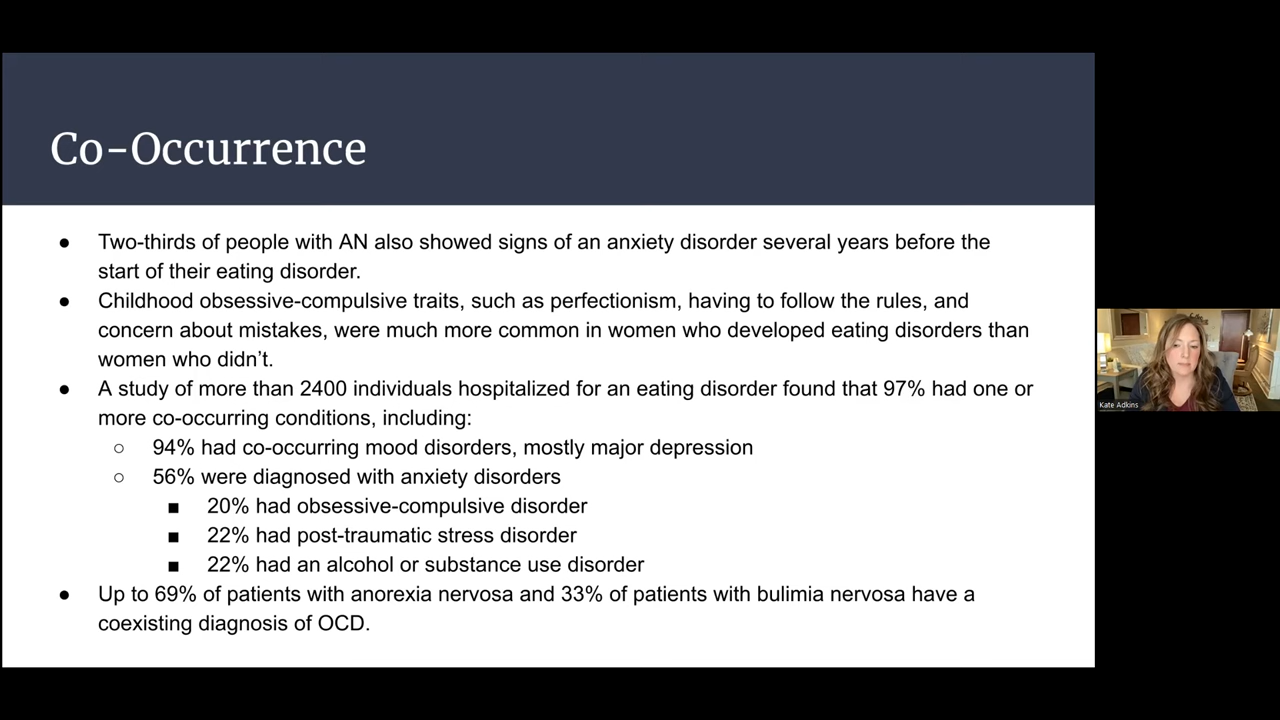 Co-Occurrence
● Two-thirds of people with AN also showed signs of an anxiety disorder several years before the
start of their eating disorder.
● Childhood obsessive-compulsive traits, such as perfectionism, having to follow the rules, and
concern about mistakes, were much more common in women who developed eating disorders than
women who didn’t.
● A study of more than 2400 individuals hospitalized for an eating disorder found that 97% had one or
more co-occurring conditions, including:
○ 94% had co-occurring mood disorders, mostly major depression
○ 56% were diagnosed with anxiety disorders
■ 20% had obsessive-compulsive disorder
■ 22% had post-traumatic stress disorder
■ 22% had an alcohol or substance use disorder
● Up to 69% of patients with anorexia nervosa and 33% of patients with bulimia nervosa have a
coexisting diagnosis of OCD.
Kate Adkins